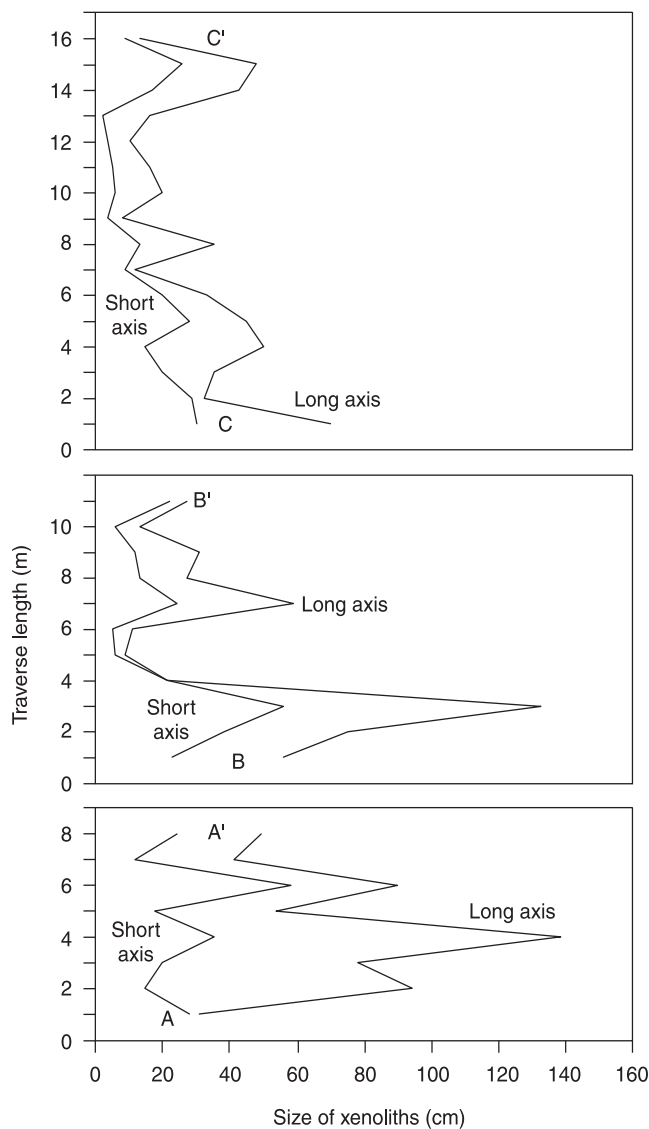 16
C'
14
12
10
8
6
Short
axis
4
Long axis
2
C
0
B'
10
8
Long axis
6
4
Short
axis
2
B
0
Traverse length (m)
8
A'
6
Long axis
Short
axis
4
2
A
0
0 20 40 60 80 100 120 140 160
Size of xenoliths (cm)